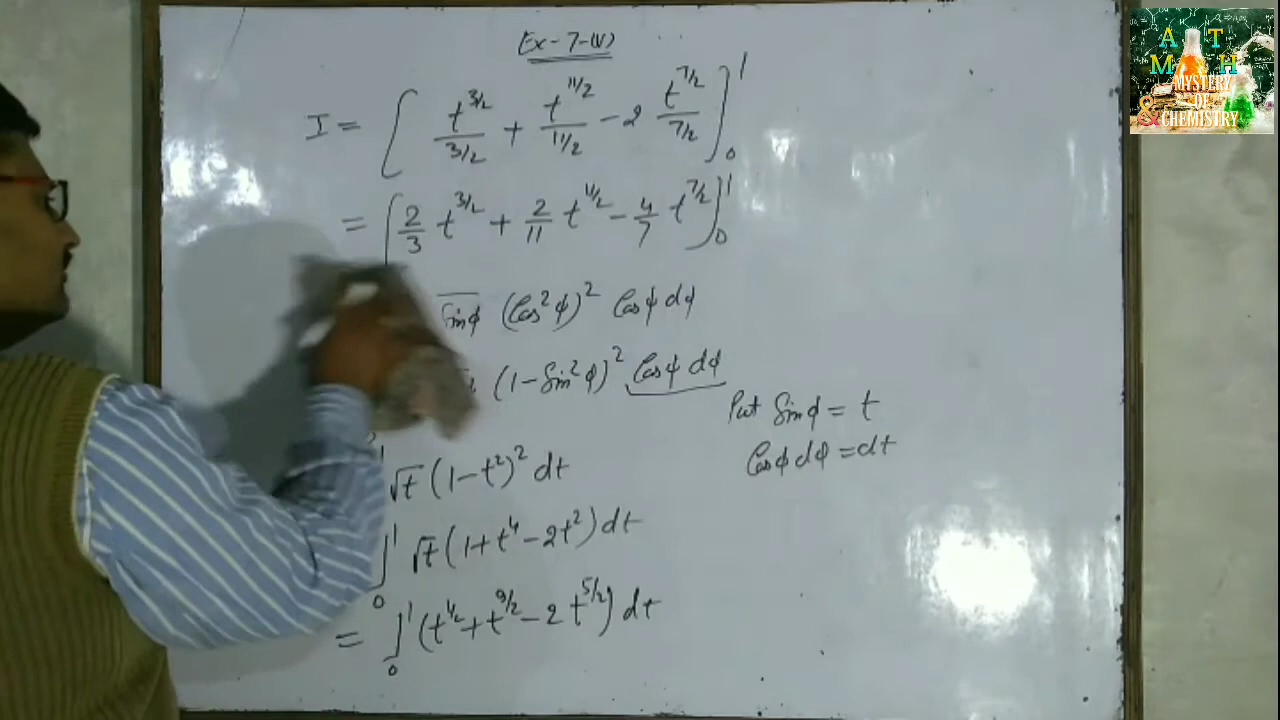 Ex-7-(V)
I = [ t^{3/2}/(3/2) + t^{11/2}/(11/2) - 2 t^{7/2}/(7/2) ]_0^1
= [ 2/3 t^{3/2} + 2/11 t^{11/2} - 4/7 t^{7/2} ]_0^1
Sinϕ (Cos²ϕ)² Cosϕ dϕ
(1 - Sin²ϕ)² Cosϕ dϕ
Put Sinϕ = t
Cosϕ dϕ = dt
√t (1 - t²)² dt
∫_0^1 √t (1 + t⁴ - 2t²) dt
= ∫_0^1 (t^{1/2} + t^{9/2} - 2 t^{5/2}) dt
MATH
MYSTERY
OF
& CHEMISTRY